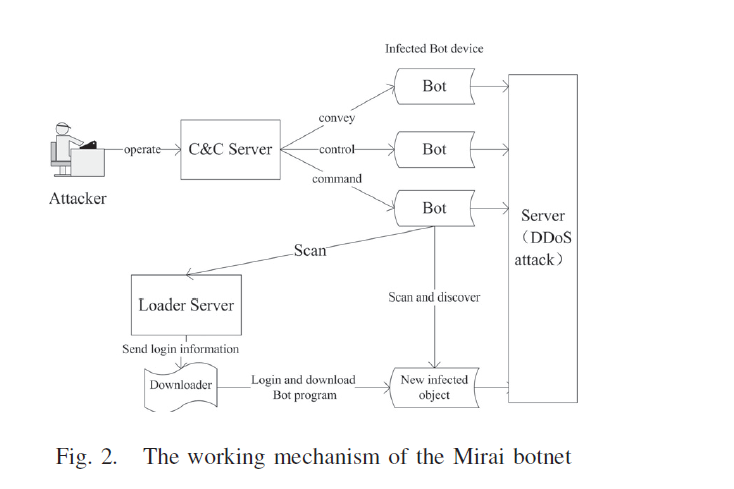 Infected Bot device
Bot
convey
Attacker
operate
C&C Server
control
Bot
command
Bot
Server
（DDoS
attack）
Scan
Loader Server
Scan and discover
Send login information
Downloader
Login and download
Bot program
New infected
object
Fig. 2. The working mechanism of the Mirai botnet